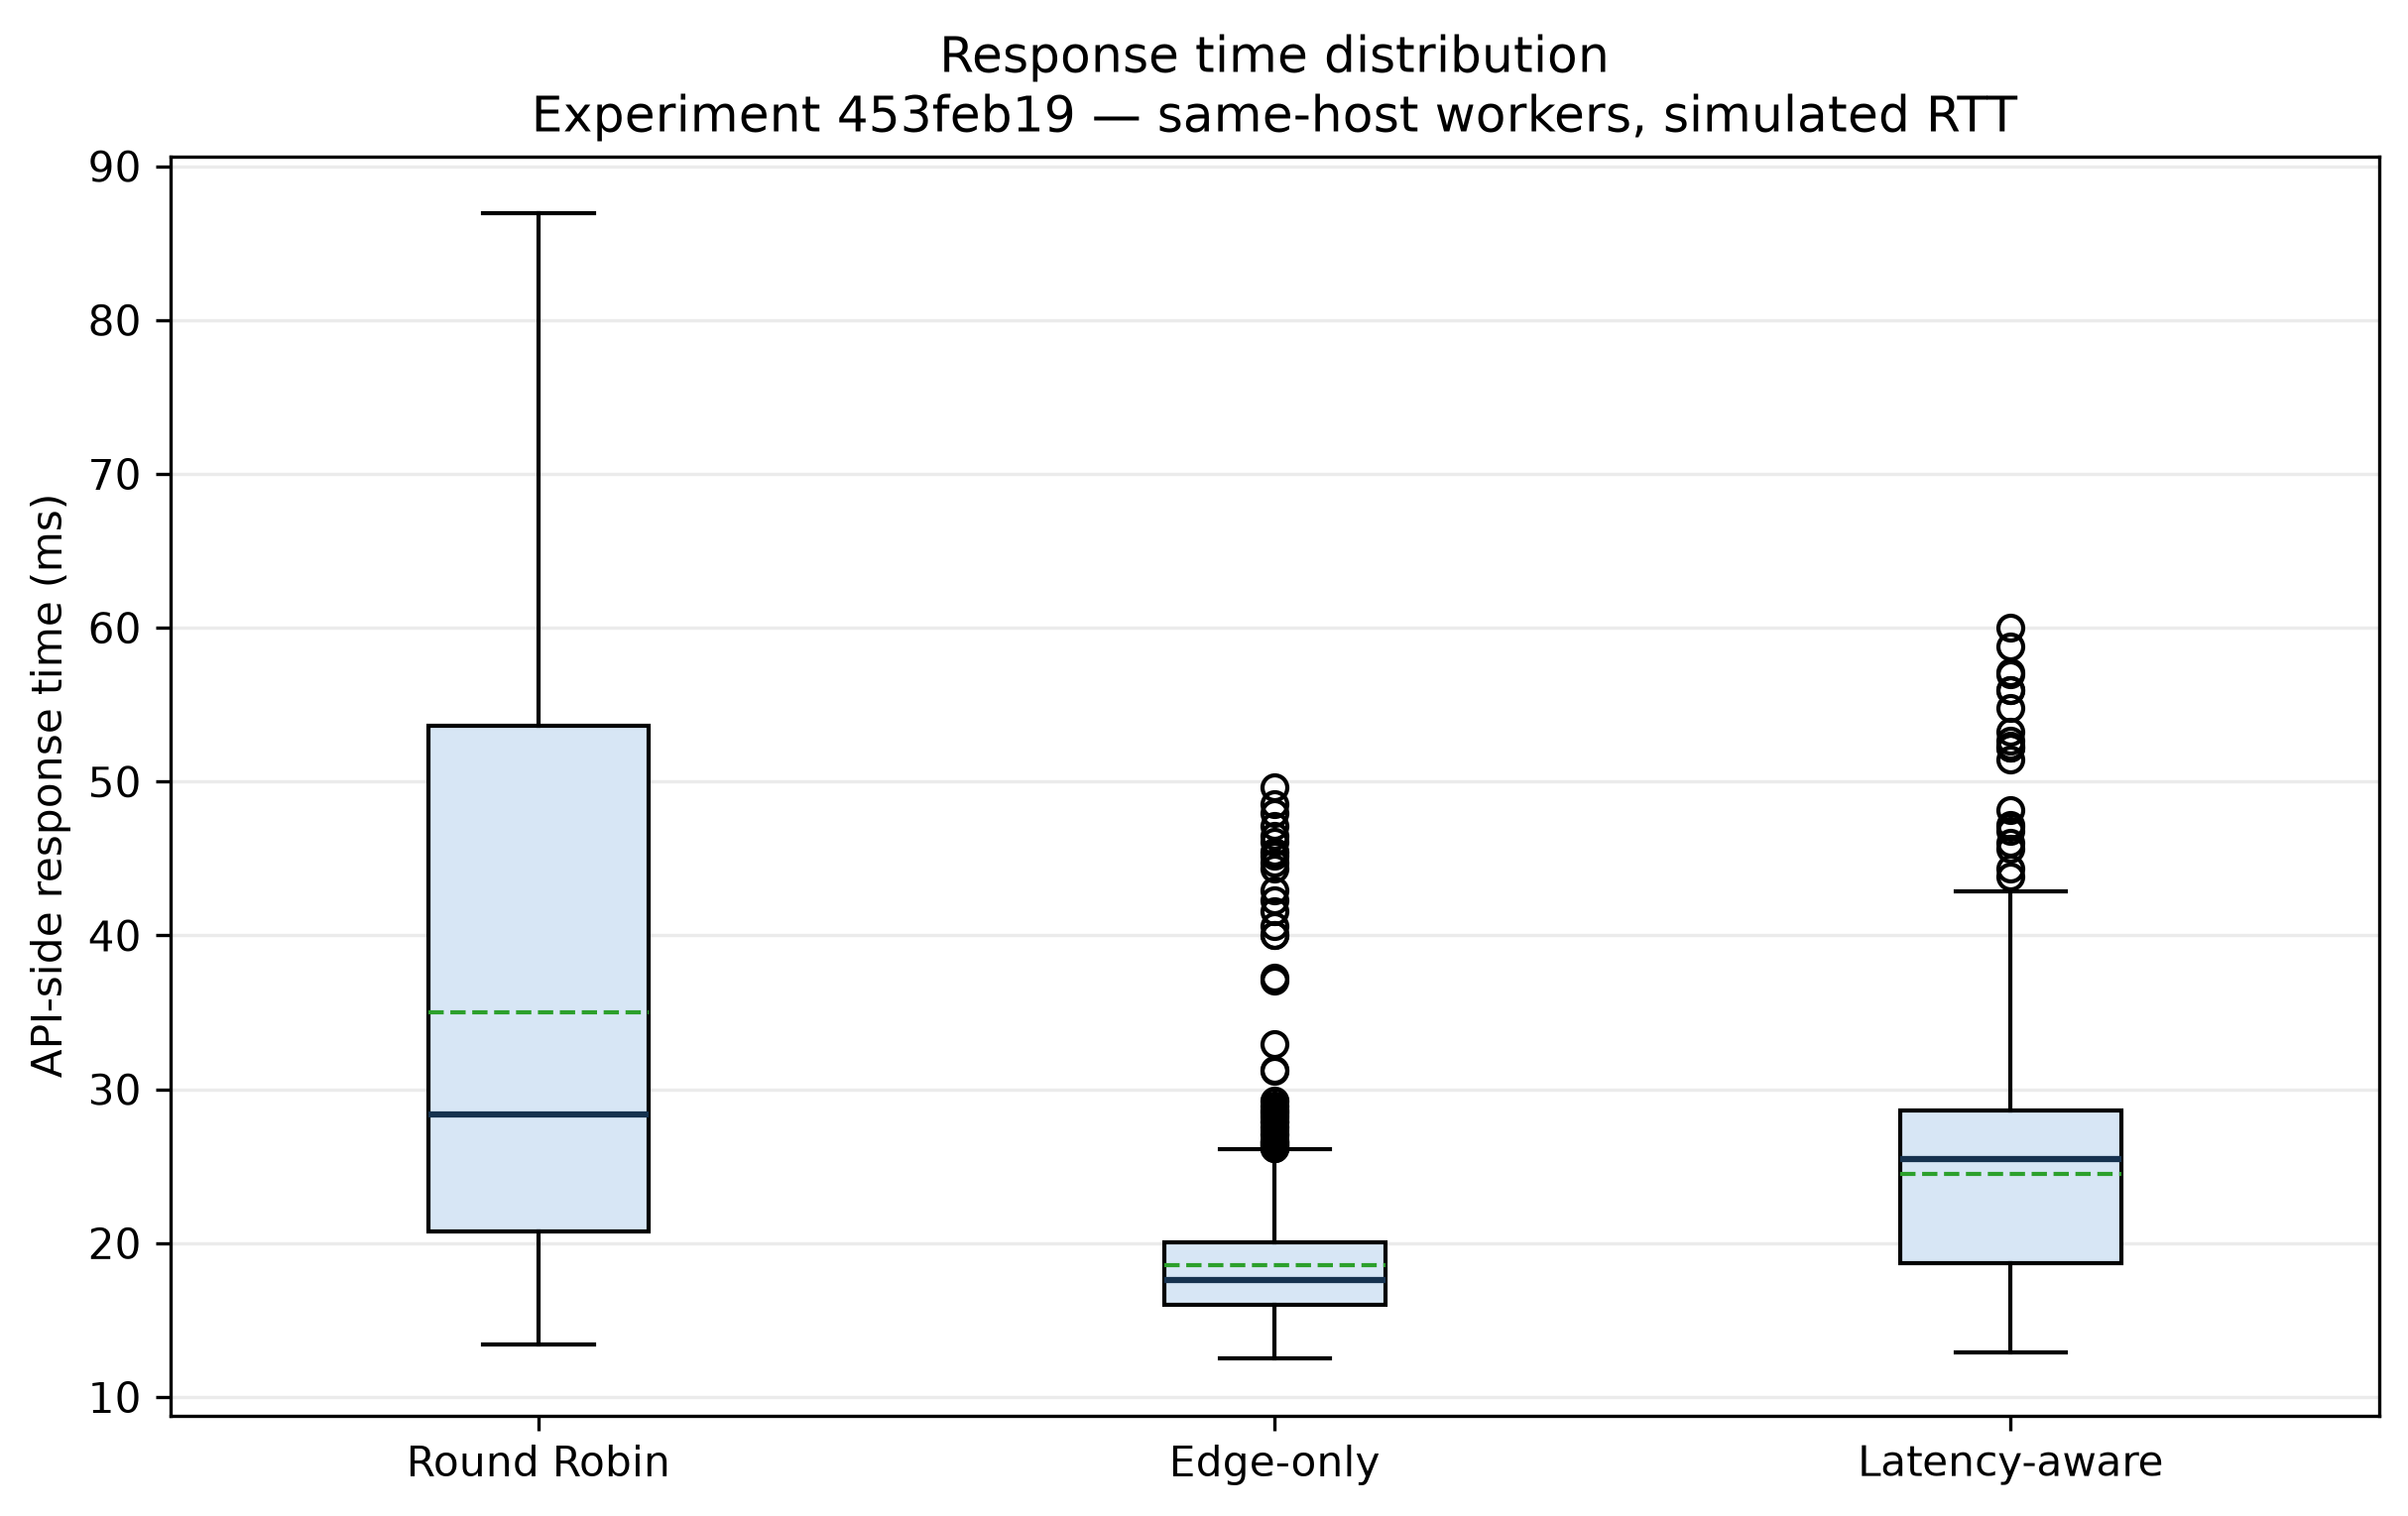 Response time distribution
Experiment 453feb19 — same-host workers, simulated RTT
API-side response time (ms)
90
80
70
60
50
40
30
20
10
Round Robin
Edge-only
Latency-aware